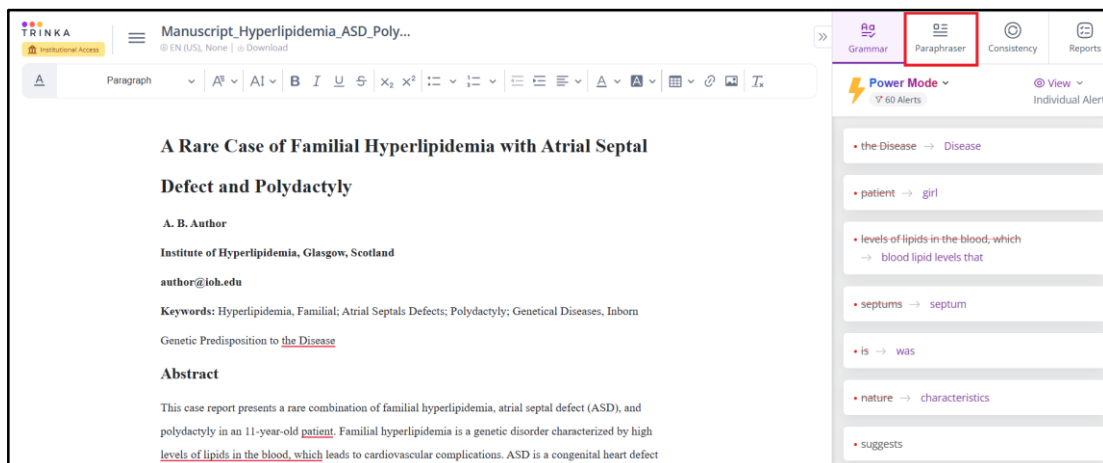 TRINKA
Institutional Access
Manuscript_Hyperlipidemia_ASD_Poly...
EN (US), None | Download
Grammar
Paraphraser
Consistency
Reports
Paragraph
Power Mode
60 Alerts
View
Individual Alert
A Rare Case of Familial Hyperlipidemia with Atrial Septal
Defect and Polydactyly
A. B. Author
Institute of Hyperlipidemia, Glasgow, Scotland
author@ioh.edu
Keywords: Hyperlipidemia, Familial; Atrial Septals Defects; Polydactyly; Genetical Diseases, Inborn
Genetic Predisposition to the Disease
Abstract
This case report presents a rare combination of familial hyperlipidemia, atrial septal defect (ASD), and
polydactyly in an 11-year-old patient. Familial hyperlipidemia is a genetic disorder characterized by high
levels of lipids in the blood, which leads to cardiovascular complications. ASD is a congenital heart defect
the Disease → Disease
patient → girl
levels of lipids in the blood, which
→ blood lipid levels that
septums → septum
is → was
nature → characteristics
suggests